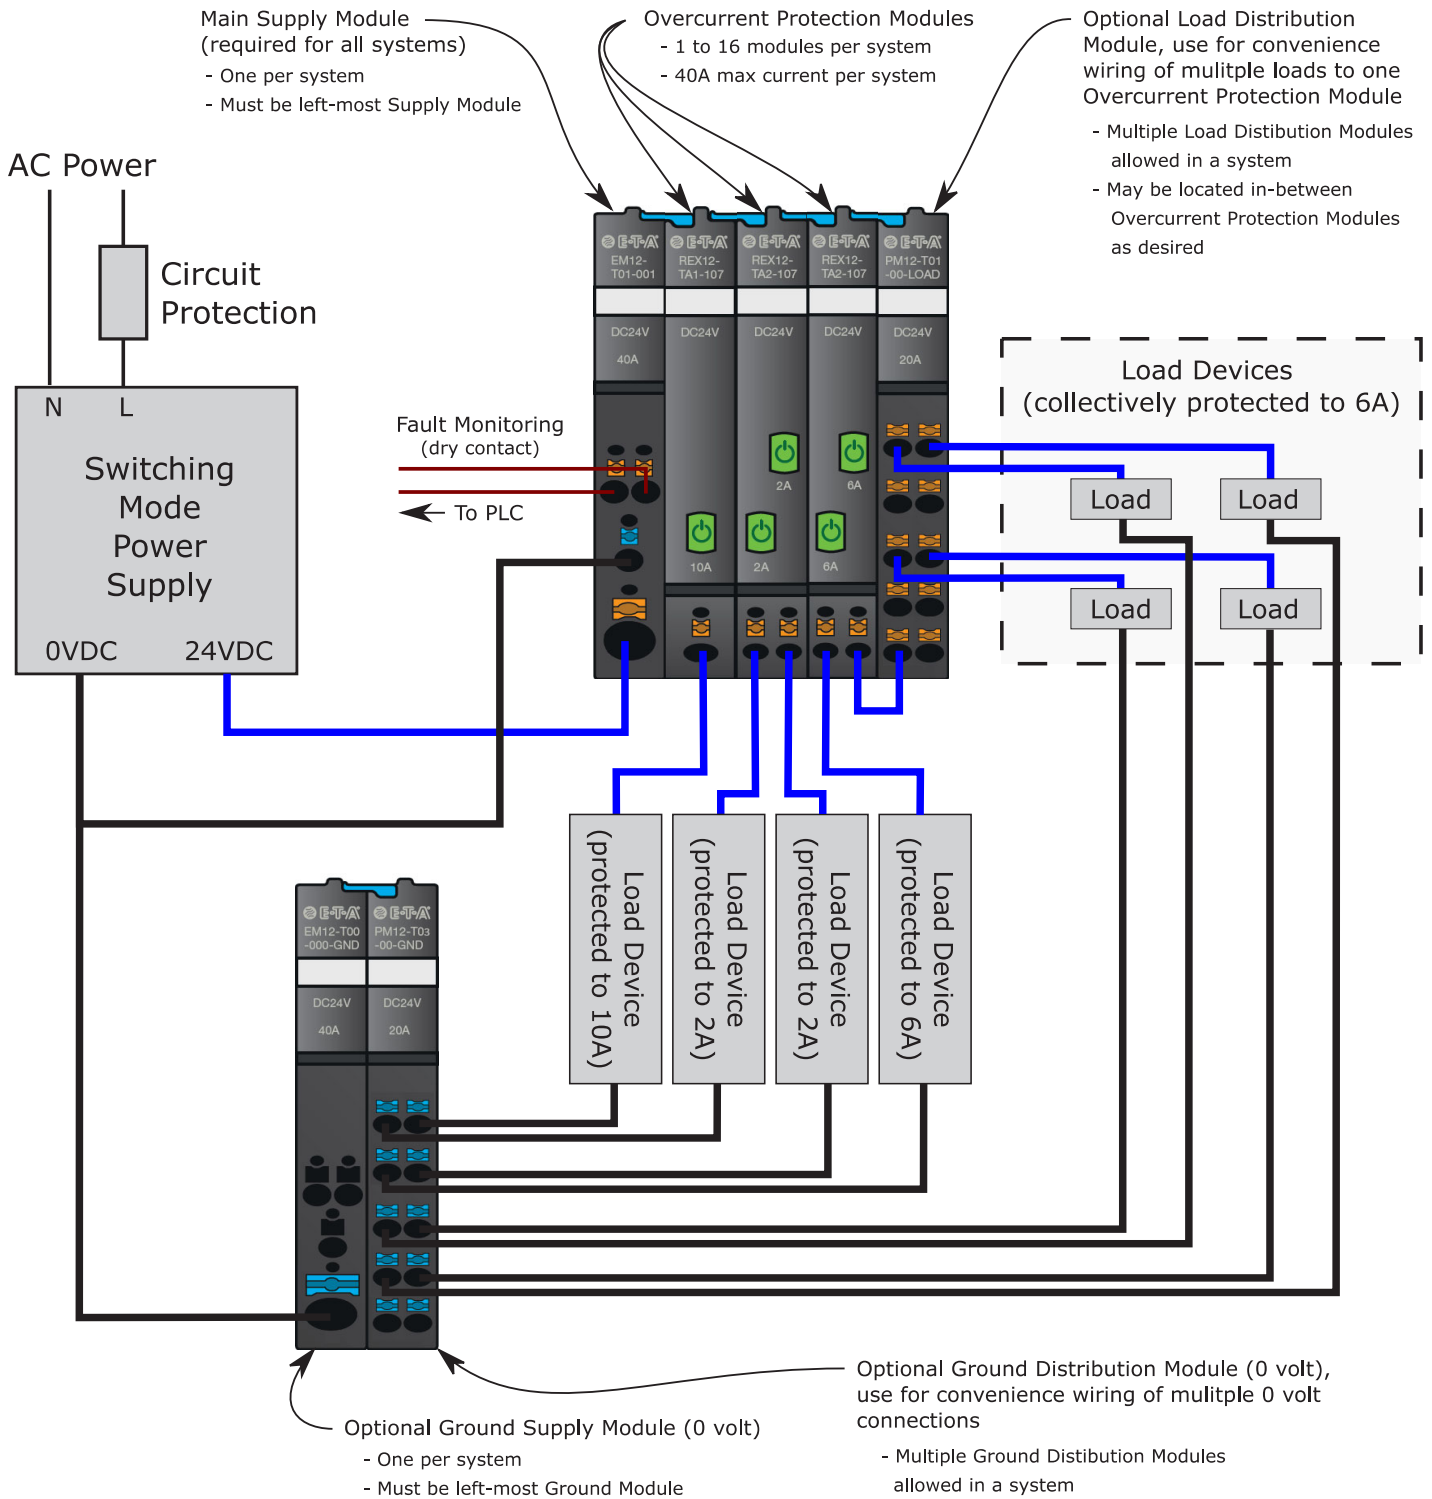 Main Supply Module
(required for all systems)
- One per system
- Must be left-most Supply Module
Overcurrent Protection Modules
- 1 to 16 modules per system
- 40A max current per system
Optional Load Distribution
Module, use for convenience
wiring of mulitple loads to one
Overcurrent Protection Module
- Multiple Load Distibution Modules
allowed in a system
- May be located in-between
Overcurrent Protection Modules
as desired
AC Power
Circuit
Protection
N L
Switching
Mode
Power
Supply
0VDC 24VDC
Fault Monitoring
(dry contact)
To PLC
E-T-A
EM12-
T01-001
DC24V
40A
E-T-A
REX12-
TA1-107
DC24V
10A
E-T-A
REX12-
TA2-107
DC24V
2A
2A
E-T-A
REX12-
TA2-107
DC24V
6A
6A
E-T-A
PM12-T01
-00-LOAD
DC24V
20A
Load Devices
(collectively protected to 6A)
Load
Load
Load
Load
Load Device
(protected to 10A)
Load Device
(protected to 2A)
Load Device
(protected to 2A)
Load Device
(protected to 6A)
E-T-A
EM12-T00
-000-GND
DC24V
40A
E-T-A
PM12-T03
-00-GND
DC24V
20A
Optional Ground Supply Module (0 volt)
- One per system
- Must be left-most Ground Module
Optional Ground Distribution Module (0 volt),
use for convenience wiring of mulitple 0 volt
connections
- Multiple Ground Distibution Modules
allowed in a system